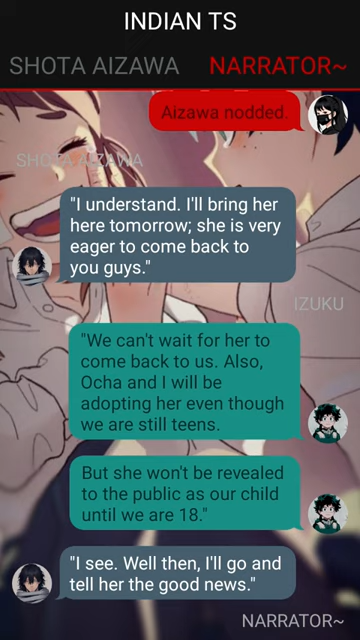 INDIAN TS
SHOTA AIZAWA NARRATOR~
Aizawa nodded.
SHOTA AIZAWA
"I understand. I'll bring her
here tomorrow; she is very
eager to come back to
you guys."
IZUKU
"We can't wait for her to
come back to us. Also,
Ocha and I will be
adopting her even though
we are still teens.
But she won't be revealed
to the public as our child
until we are 18."
"I see. Well then, I'll go and
tell her the good news."
NARRATOR~